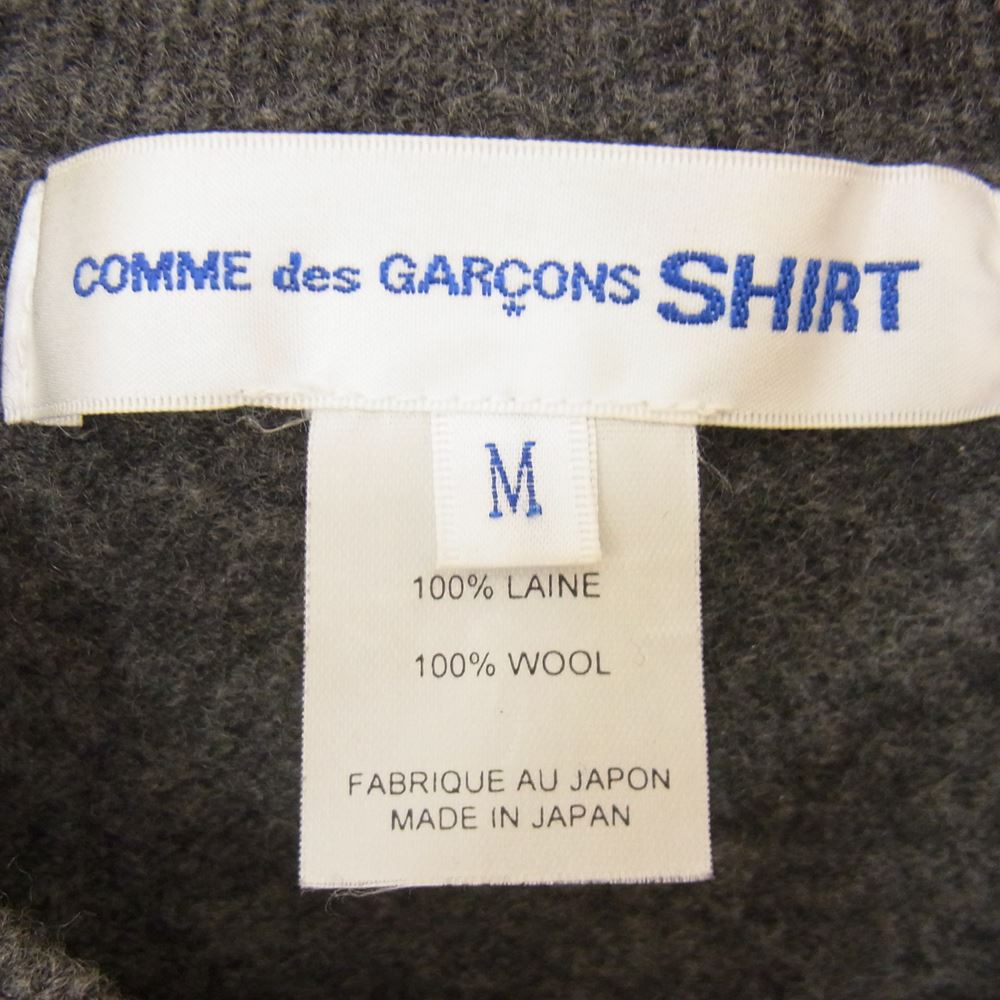 COMME des GARÇONS SHIRT
M
100% LAINE
100% WOOL
FABRIQUE AU JAPON
MADE IN JAPAN